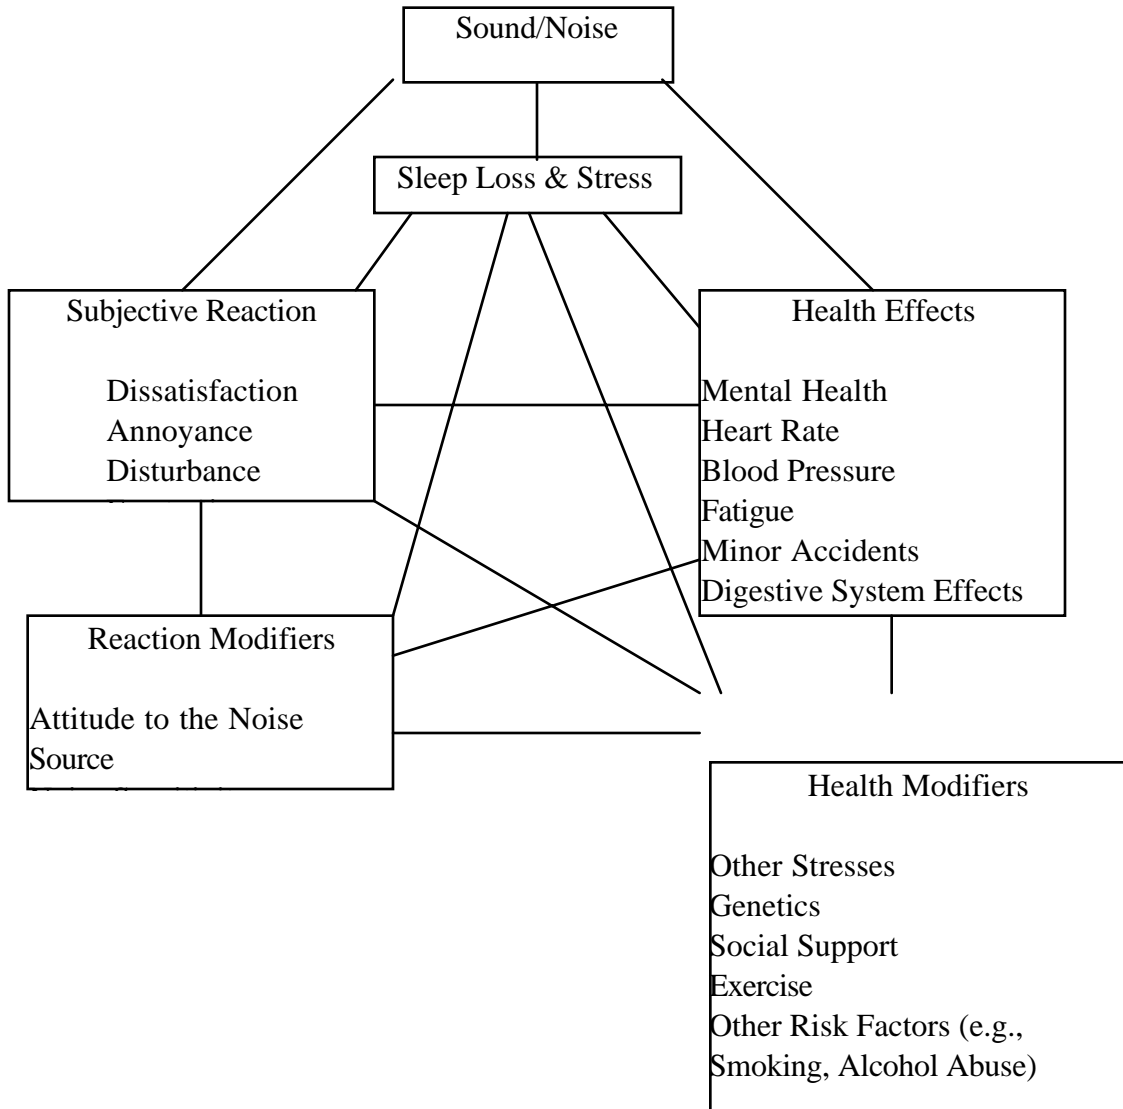 Sound/Noise
Sleep Loss & Stress
Subjective Reaction
Dissatisfaction
Annoyance
Disturbance
Health Effects
Mental Health
Heart Rate
Blood Pressure
Fatigue
Minor Accidents
Digestive System Effects
Reaction Modifiers
Attitude to the Noise
Source
Health Modifiers
Other Stresses
Genetics
Social Support
Exercise
Other Risk Factors (e.g.,
Smoking, Alcohol Abuse)